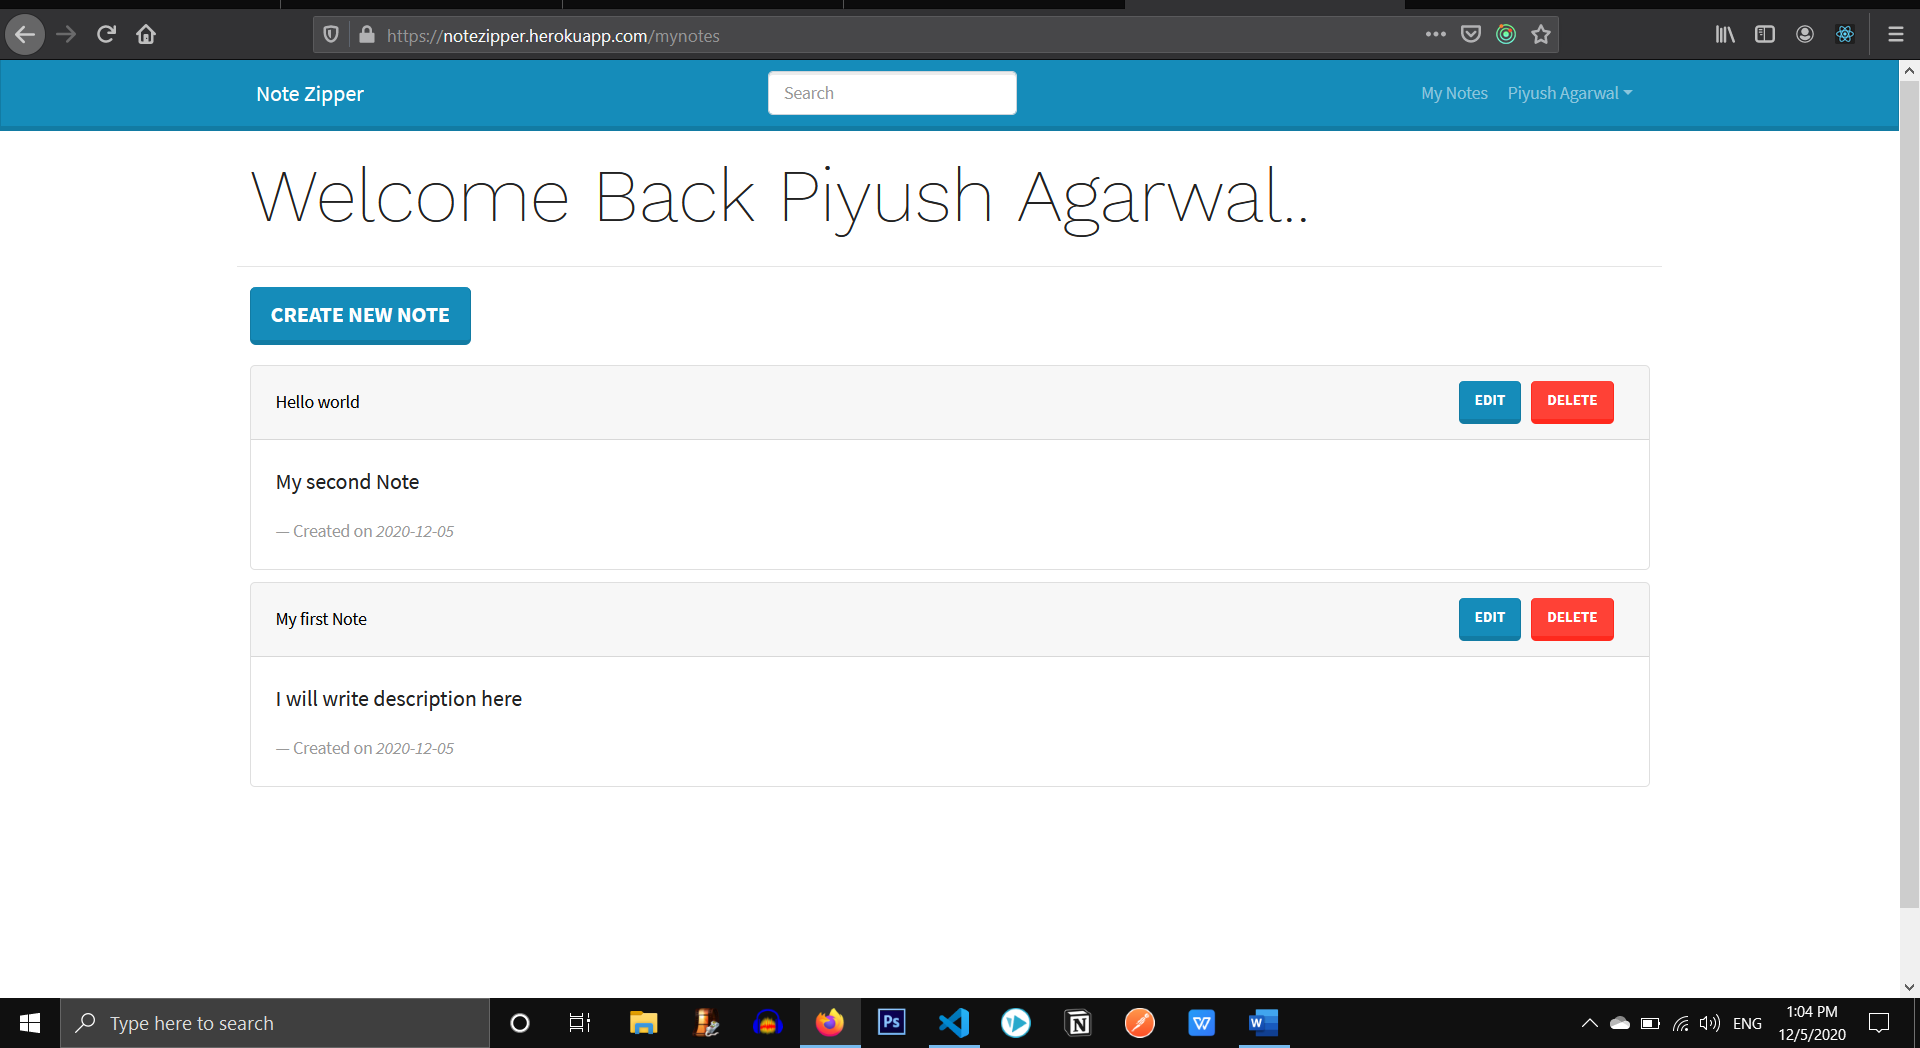 https://notezipper.herokuapp.com/mynotes
Note Zipper
Search
My Notes
Piyush Agarwal
Welcome Back Piyush Agarwal..
CREATE NEW NOTE
Hello world
EDIT
DELETE
My second Note
— Created on 2020-12-05
My first Note
EDIT
DELETE
I will write description here
— Created on 2020-12-05
Type here to search
Ps
W
ENG
1:04 PM
12/5/2020